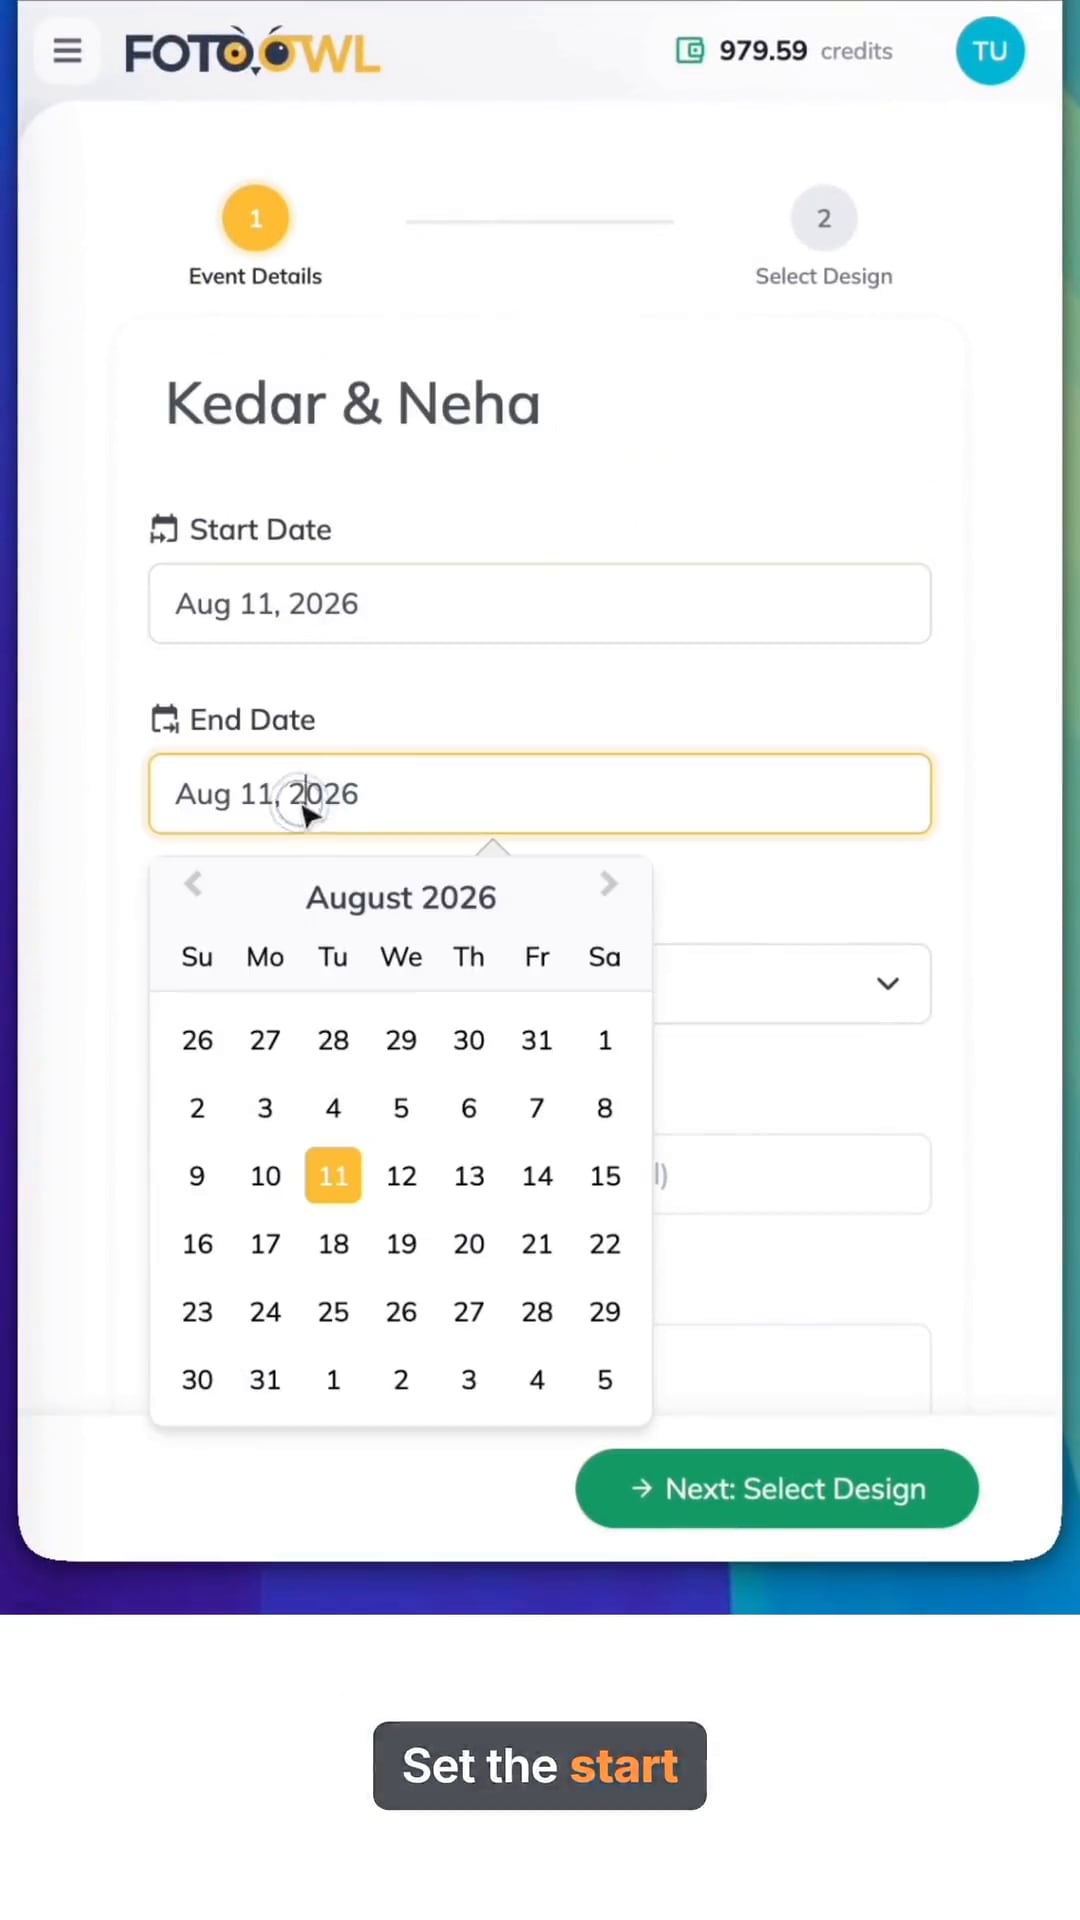 FOTOOWL
979.59 credits
TU
1
2
Event Details
Select Design
Kedar & Neha
Start Date
Aug 11, 2026
End Date
Aug 11, 2026
August 2026
Su Mo Tu We Th Fr Sa
26 27 28 29 30 31 1
2 3 4 5 6 7 8
9 10 11 12 13 14 15
l)
16 17 18 19 20 21 22
23 24 25 26 27 28 29
30 31 1 2 3 4 5
→ Next: Select Design
Set the start